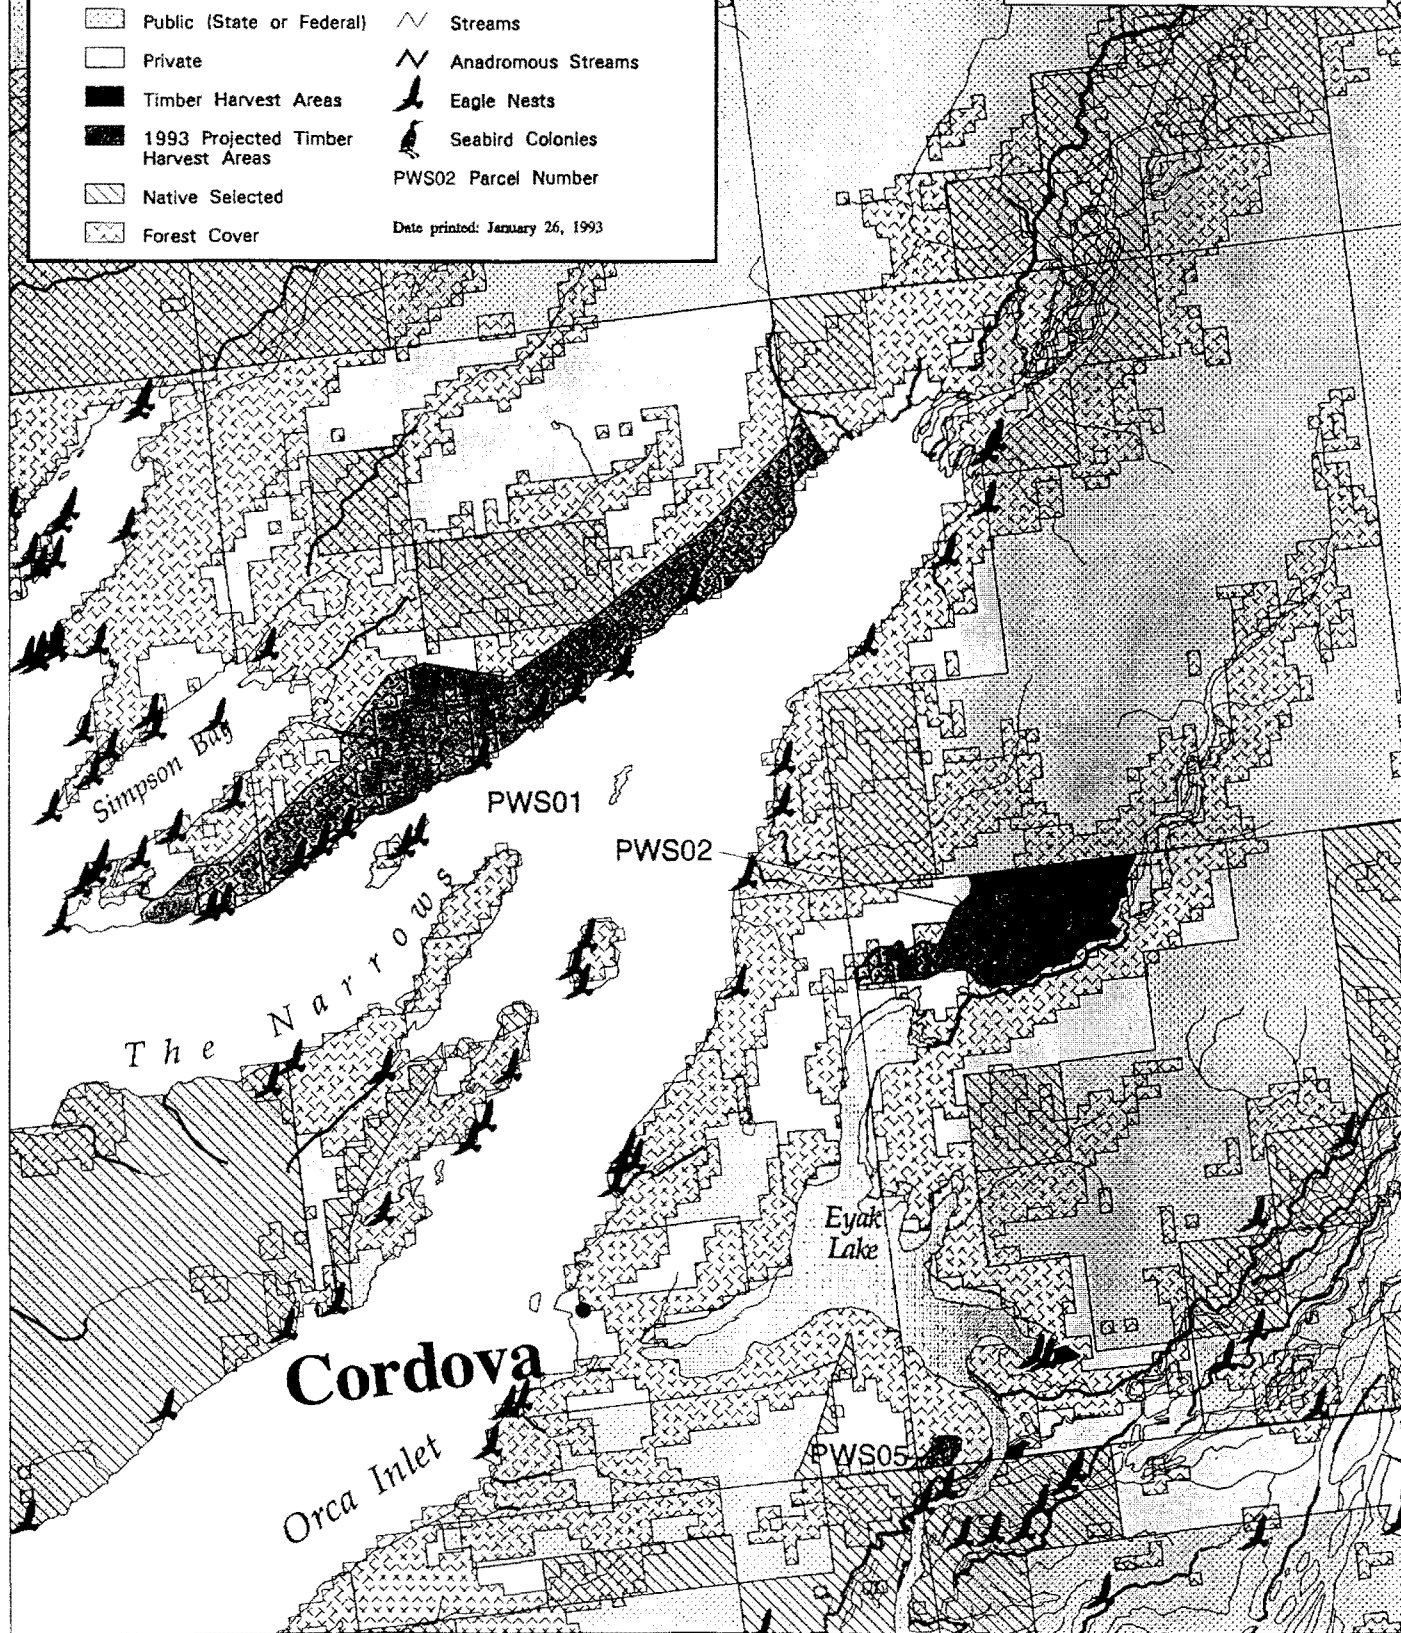 Public (State or Federal)
Private
Timber Harvest Areas
1993 Projected Timber
Harvest Areas
Native Selected
Forest Cover
Streams
Anadromous Streams
Eagle Nests
Seabird Colonies
PWS02 Parcel Number
Date printed: January 26, 1993
Simpson Bay
PWS01
PWS02
The Narrows
Eyak
Lake
Cordova
PWS05
Orca Inlet